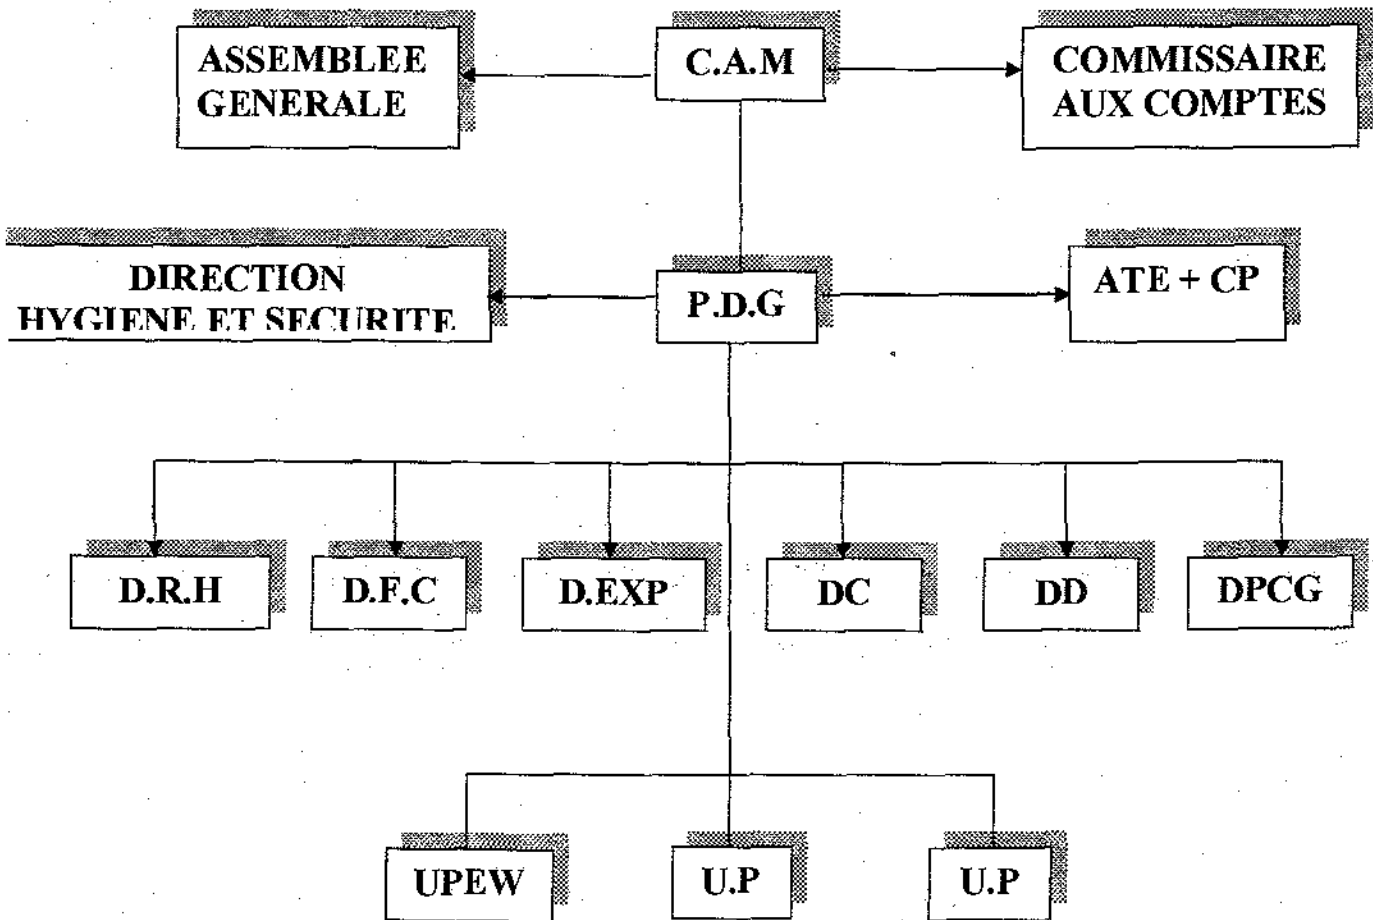 ASSEMBLEE
GENERALE
C.A.M
COMMISSAIRE
AUX COMPTES
DIRECTION
HYGIENE ET SECURITE
P.D.G
ATE + CP
D.R.H
D.F.C
D.EXP
DC
DD
DPCG
UPEW
U.P
U.P